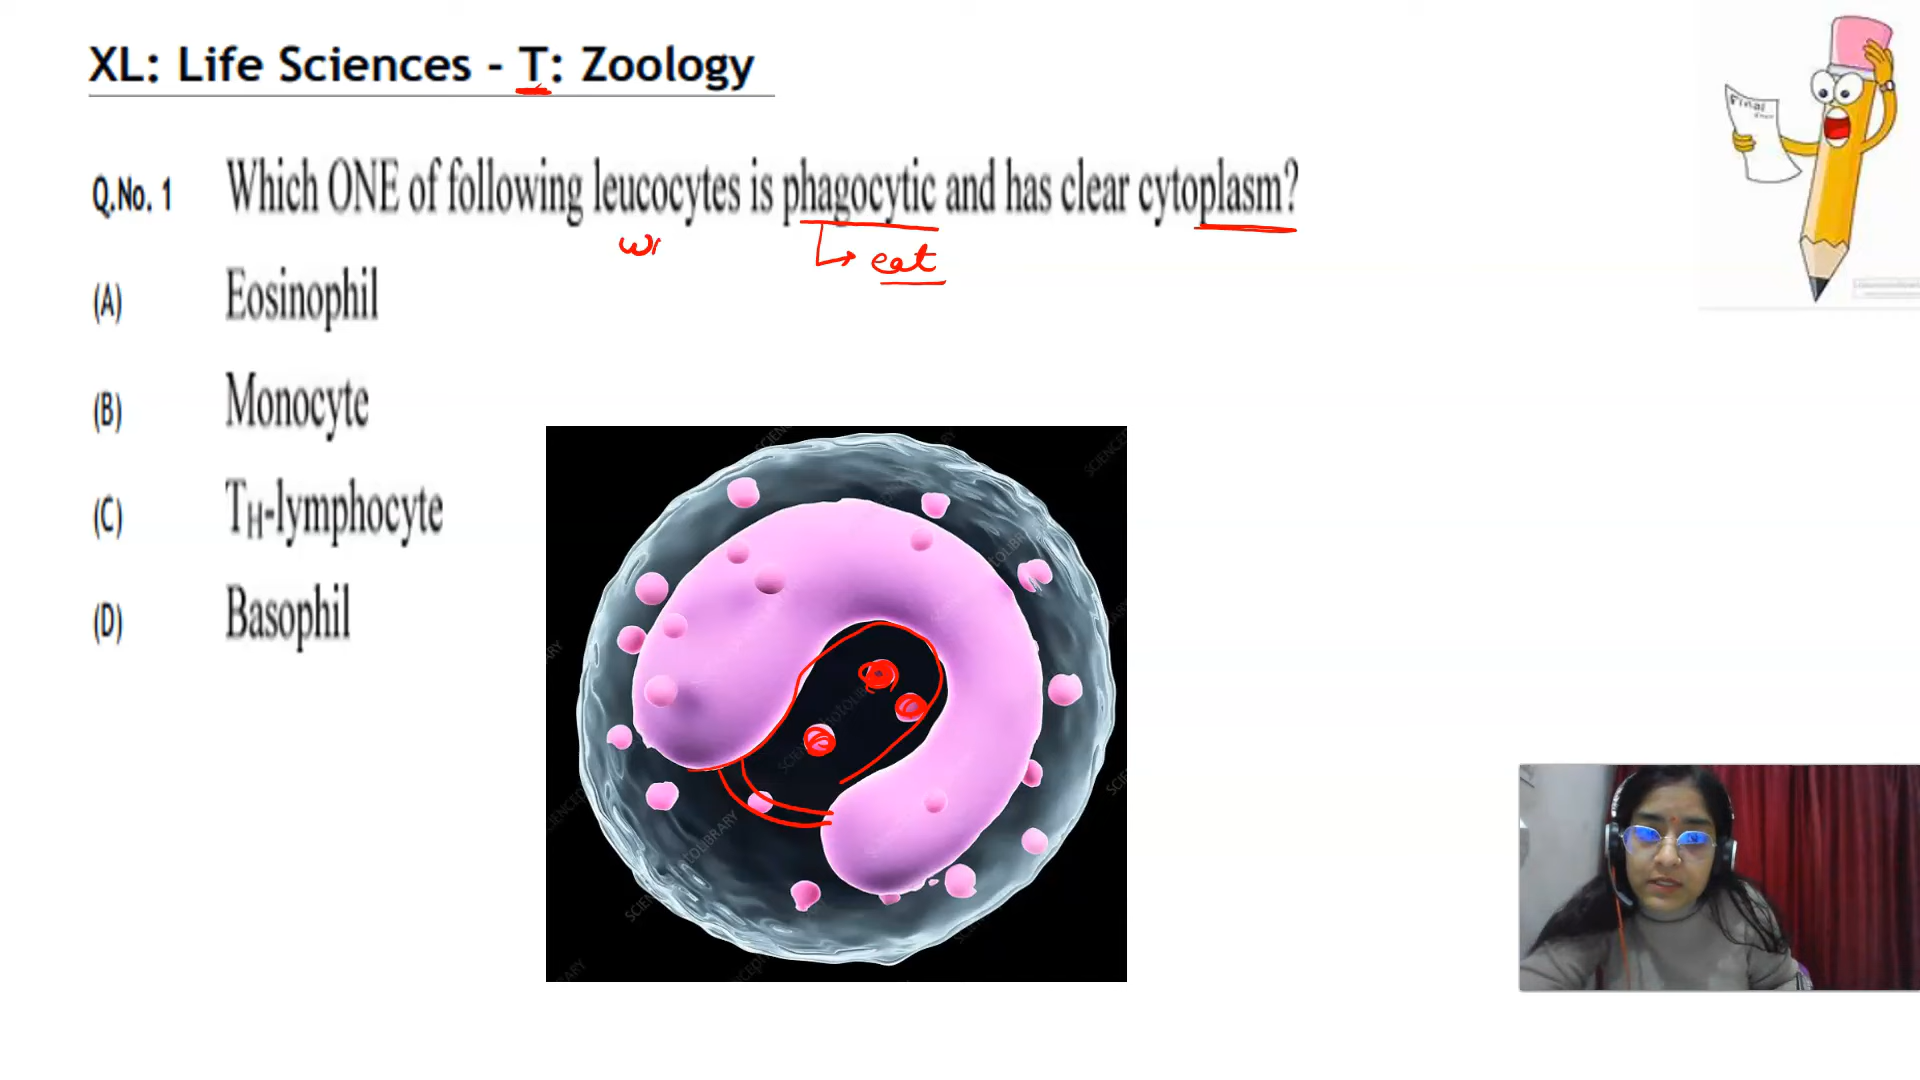 XL: Life Sciences - T: Zoology
Final
Q.No. 1 Which ONE of following leucocytes is phagocytic and has clear cytoplasm?
eat
(A) Eosinophil
(B) Monocyte
(C) TH-lymphocyte
(D) Basophil